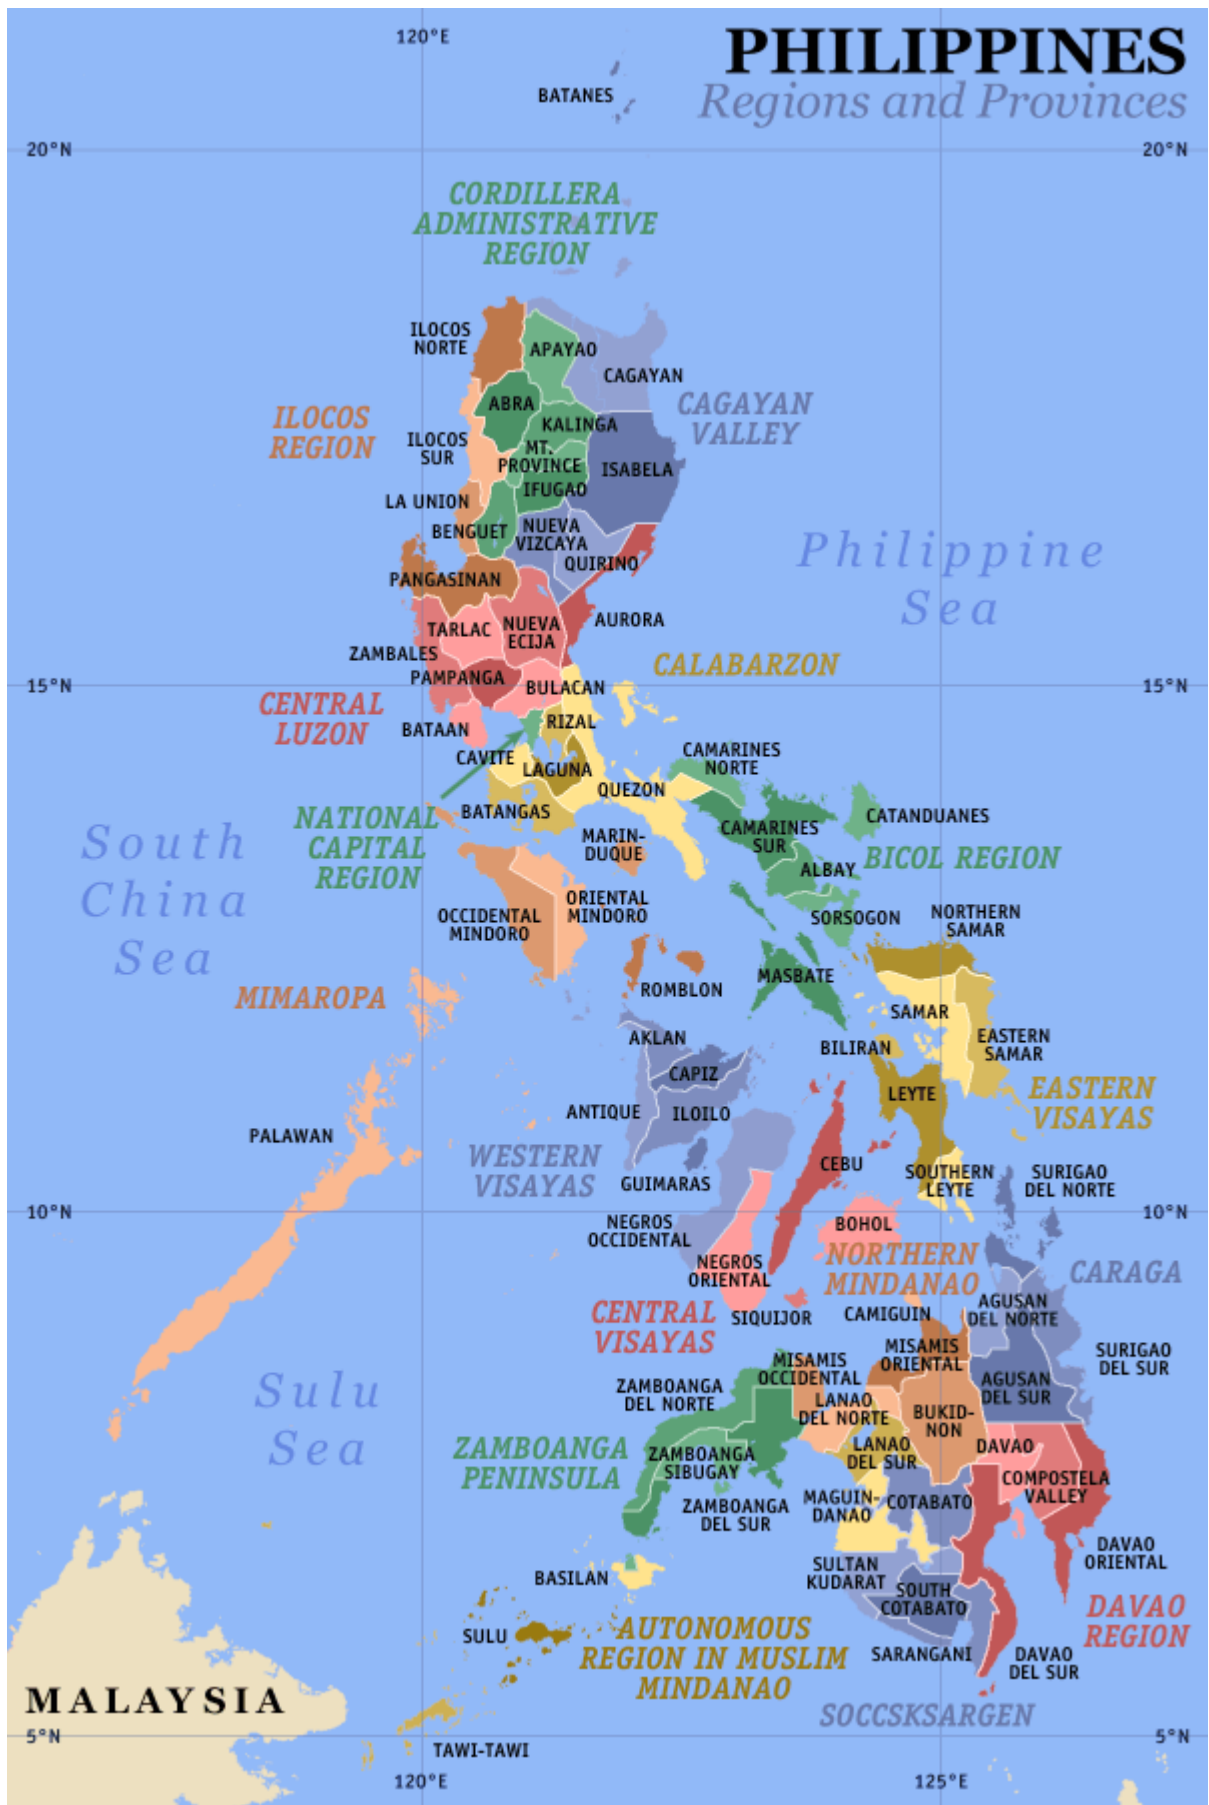 120°E
PHILIPPINES
Regions and Provinces
BATANES
20°N
20°N
CORDILLERA
ADMINISTRATIVE
REGION
ILOCOS
NORTE
APAYAO
CAGAYAN
ABRA
CAGAYAN
VALLEY
ILOCOS
REGION
KALINGA
ILOCOS
SUR
MT.
PROVINCE
ISABELA
IFUGAO
LA UNION
BENGUET
NUEVA
VIZCAYA
QUIRINO
Philippine
Sea
PANGASINAN
AURORA
TARLAC
NUEVA
ECIJA
ZAMBALES
CALABARZON
PAMPANGA
BULACAN
15°N
15°N
CENTRAL
LUZON
BATAAN
RIZAL
CAVITE
LAGUNA
CAMARINES
NORTE
QUEZON
BATANGAS
NATIONAL
CAPITAL
REGION
CATANDUANES
CAMARINES
SUR
MARIN-
DUQUE
South
China
Sea
BICOL REGION
ALBAY
ORIENTAL
MINDORO
OCCIDENTAL
MINDORO
SORSOGON
NORTHERN
SAMAR
MASBATE
ROMBLON
MIMAROPA
SAMAR
EASTERN
SAMAR
AKLAN
BILIRAN
CAPIZ
LEYTE
EASTERN
VISAYAS
ANTIQUE
ILOILO
PALAWAN
WESTERN
VISAYAS
CEBU
GUIMARAS
SOUTHERN
LEYTE
SURIGAO
DEL NORTE
10°N
10°N
NEGROS
OCCIDENTAL
BOHOL
NEGROS
ORIENTAL
NORTHERN
MINDANAO
CARAGA
CENTRAL
VISAYAS
SIQUIJOR
CAMIGUIN
AGUSAN
DEL NORTE
MISAMIS
ORIENTAL
SURIGAO
DEL SUR
MISAMIS
OCCIDENTAL
AGUSAN
DEL SUR
Sulu
Sea
ZAMBOANGA
DEL NORTE
LANAO
DEL NORTE
BUKID-
NON
ZAMBOANGA
PENINSULA
ZAMBOANGA
SIBUGAY
LANAO
DEL SUR
DAVAO
COMPOSTELA
VALLEY
ZAMBOANGA
DEL SUR
MAGUIN-
DANAO
COTABATO
DAVAO
ORIENTAL
BASILAN
SULTAN
KUDARAT
SOUTH
COTABATO
DAVAO
REGION
SULU
AUTONOMOUS
REGION IN MUSLIM
MINDANAO
SARANGANI
DAVAO
DEL SUR
MALAYSIA
SOCCSKSARGEN
5°N
5°N
TAWI-TAWI
120°E
125°E